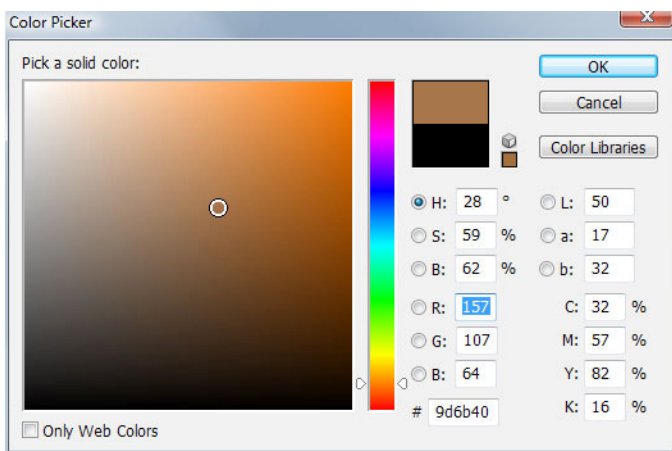 Color Picker
Pick a solid color:
OK
Cancel
Color Libraries
H: 28 °
L: 50
S: 59 %
a: 17
B: 62 %
b: 32
R: 157
C: 32 %
G: 107
M: 57 %
B: 64
Y: 82 %
# 9d6b40
K: 16 %
Only Web Colors